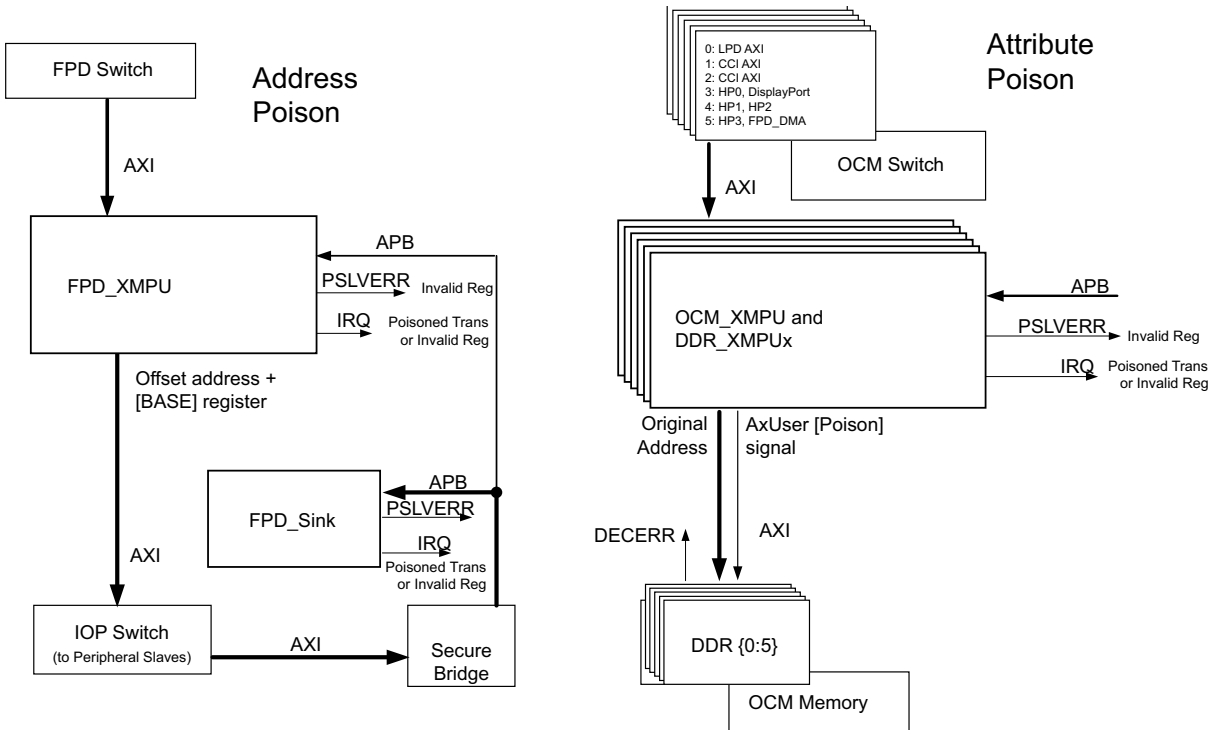 FPD Switch
Address
Poison
AXI
FPD_XMPU
APB
PSLVERR
Invalid Reg
IRQ
Poisoned Trans
or Invalid Reg
Offset address +
[BASE] register
FPD_Sink
APB
PSLVERR
IRQ
Poisoned Trans
or Invalid Reg
AXI
IOP Switch
(to Peripheral Slaves)
AXI
Secure
Bridge
Attribute
Poison
0: LPD AXI
1: CCI AXI
2: CCI AXI
3: HP0, DisplayPort
4: HP1, HP2
5: HP3, FPD_DMA
OCM Switch
AXI
OCM_XMPU and
DDR_XMPUx
APB
PSLVERR
Invalid Reg
IRQ
Poisoned Trans
or Invalid Reg
Original
Address
AxUser [Poison]
signal
DECERR
AXI
DDR {0:5}
OCM Memory